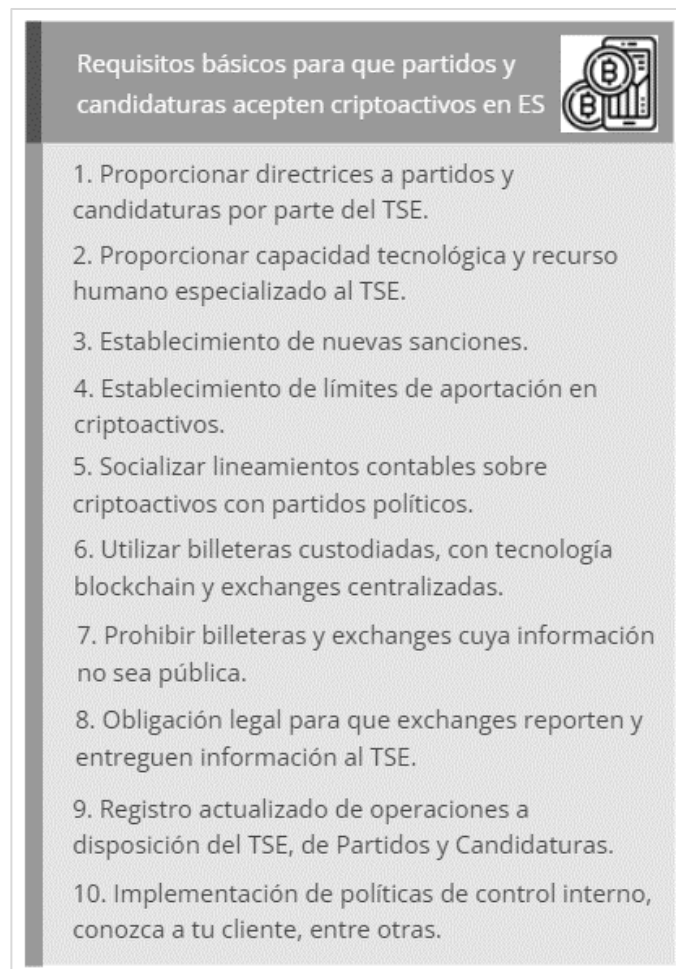 Requisitos básicos para que partidos y
candidaturas acepten criptoactivos en ES
1. Proporcionar directrices a partidos y
candidaturas por parte del TSE.
2. Proporcionar capacidad tecnológica y recurso
humano especializado al TSE.
3. Establecimiento de nuevas sanciones.
4. Establecimiento de límites de aportación en
criptoactivos.
5. Socializar lineamientos contables sobre
criptoactivos con partidos políticos.
6. Utilizar billeteras custodiadas, con tecnología
blockchain y exchanges centralizadas.
7. Prohibir billeteras y exchanges cuya información
no sea pública.
8. Obligación legal para que exchanges reporten y
entreguen información al TSE.
9. Registro actualizado de operaciones a
disposición del TSE, de Partidos y Candidaturas.
10. Implementación de políticas de control interno,
conozca a tu cliente, entre otras.